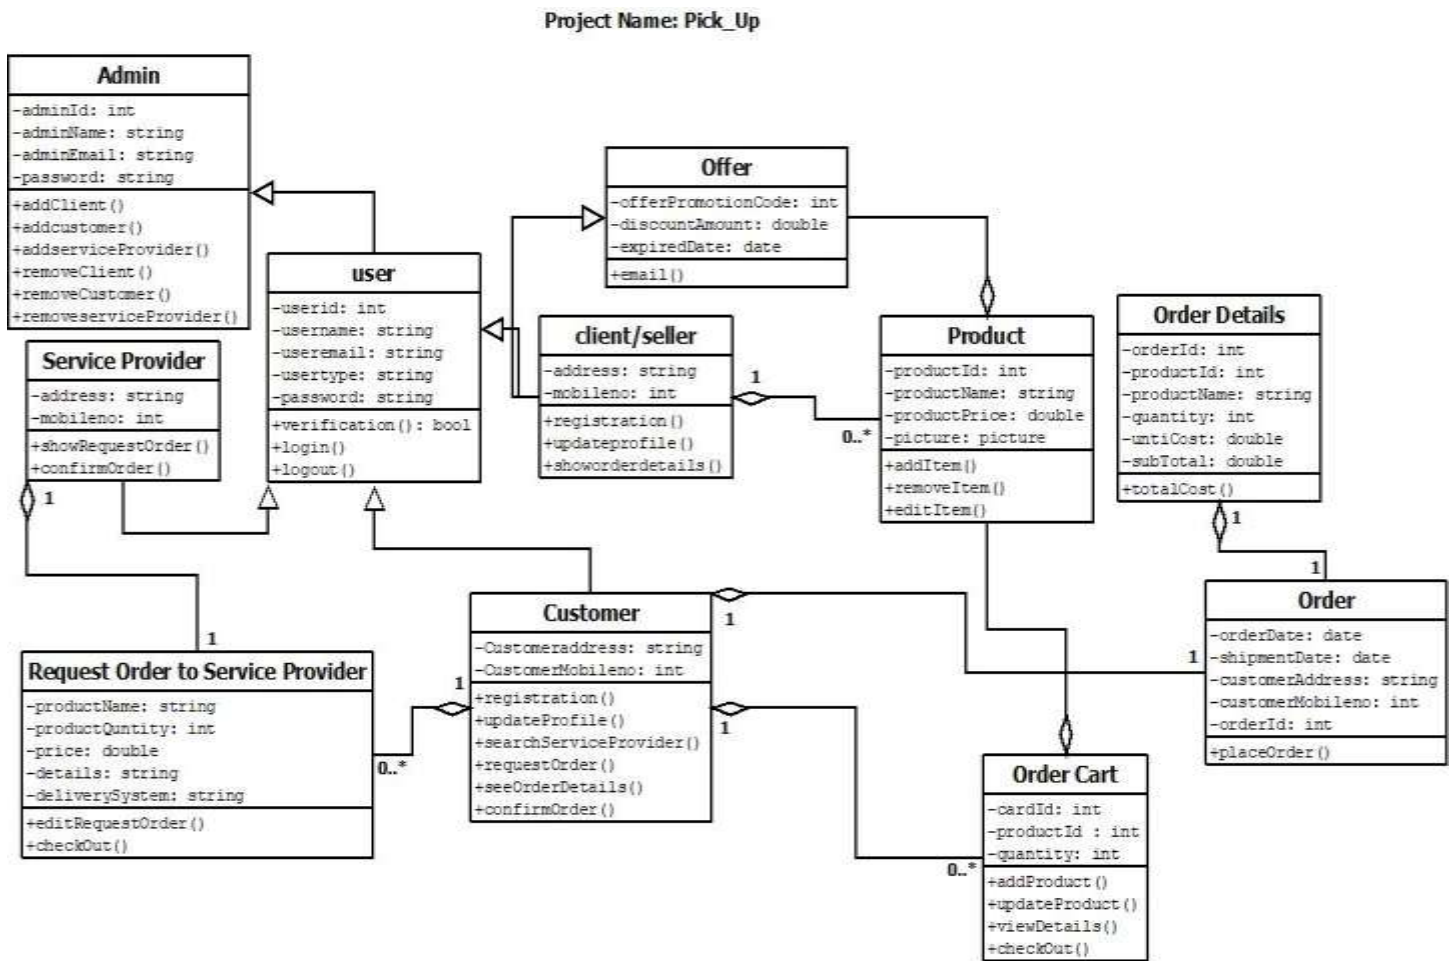 Project Name: Pick_Up
Admin
-adminId: int
-adminName: string
-adminEmail: string
-password: string
+addClient()
+addcustomer()
+addserviceProvider()
+removeClient()
+removeCustomer()
+removeserviceProvider()
Offer
-offerPromotionCode: int
-discountAmount: double
-expiredDate: date
+email()
user
-userid: int
-username: string
-useremail: string
-usertype: string
-password: string
+verification(): bool
+login()
+logout()
client/seller
-address: string
-mobileno: int
+registration()
+updateprofile()
+showorderdetails()
1
0..*
Product
-productId: int
-productName: string
-productPrice: double
-picture: picture
+addItem()
+removeItem()
+editItem()
Order Details
-orderId: int
-productId: int
-productName: string
-quantity: int
-untiCost: double
-subTotal: double
+totalCost()
1
1
Service Provider
-address: string
-mobileno: int
+showRequestOrder()
+confirmOrder()
1
1
Request Order to Service Provider
-productName: string
-productQuntity: int
-price: double
-details: string
-deliverySystem: string
+editRequestOrder()
+checkOut()
1
0..*
Customer
-Customeraddress: string
-CustomerMobileno: int
+registration()
+updateProfile()
+searchServiceProvider()
+requestOrder()
+seeOrderDetails()
+confirmOrder()
1
1
1
0..*
Order
-orderDate: date
-shipmentDate: date
-customerAddress: string
-customerMobileno: int
-orderId: int
+placeOrder()
Order Cart
-cardId: int
-productId : int
-quantity: int
+addProduct()
+updateProduct()
+viewDetails()
+checkOut()